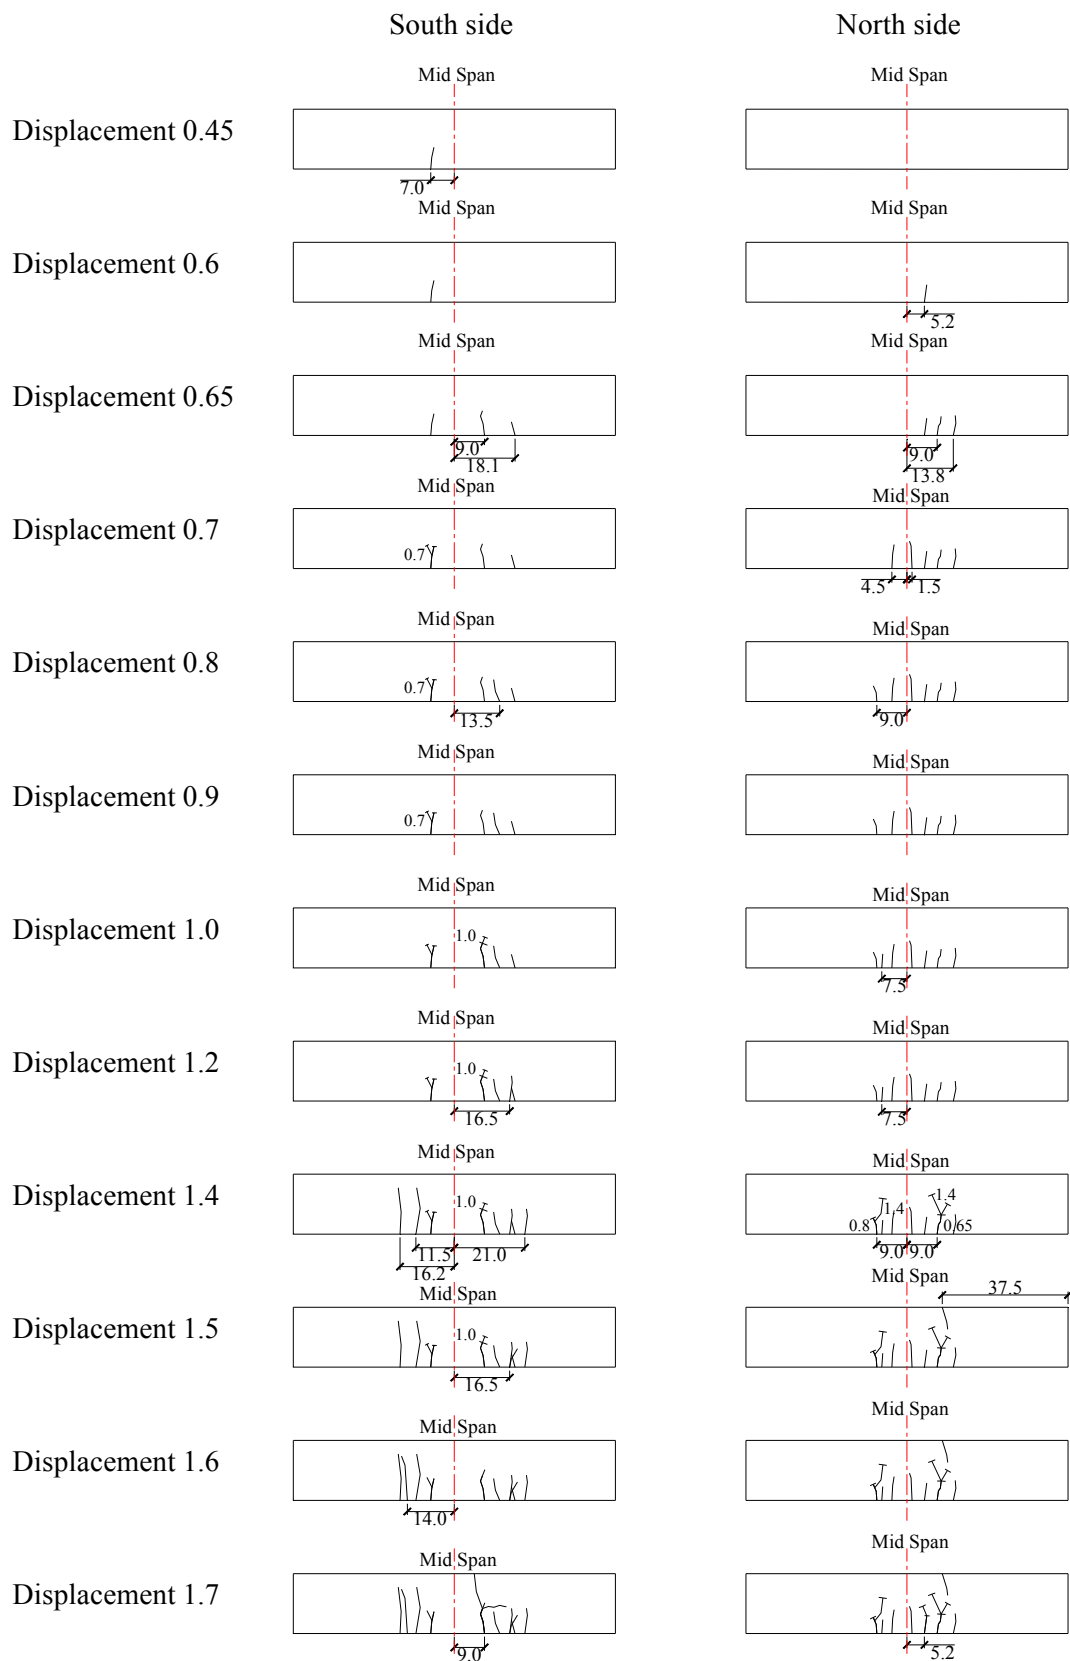 South side North side
Mid Span Mid Span
Displacement 0.45
7.0
Mid Span Mid Span
Displacement 0.6
5.2
Mid Span Mid Span
Displacement 0.65
9.0 9.0
18.1 13.8
Mid Span Mid Span
Displacement 0.7
0.7
4.5 1.5
Mid Span Mid Span
Displacement 0.8
0.7
13.5 9.0
Mid Span Mid Span
Displacement 0.9
0.7
Mid Span Mid Span
Displacement 1.0
1.0
7.5
Mid Span Mid Span
Displacement 1.2
1.0
16.5 7.5
Mid Span Mid Span
Displacement 1.4
1.0 1.4 1.4
0.8 0.65
11.5 21.0 9.0 9.0
16.2
Mid Span Mid Span
37.5
Displacement 1.5
1.0
16.5
Mid Span Mid Span
Displacement 1.6
14.0
Mid Span Mid Span
Displacement 1.7
9.0 5.2